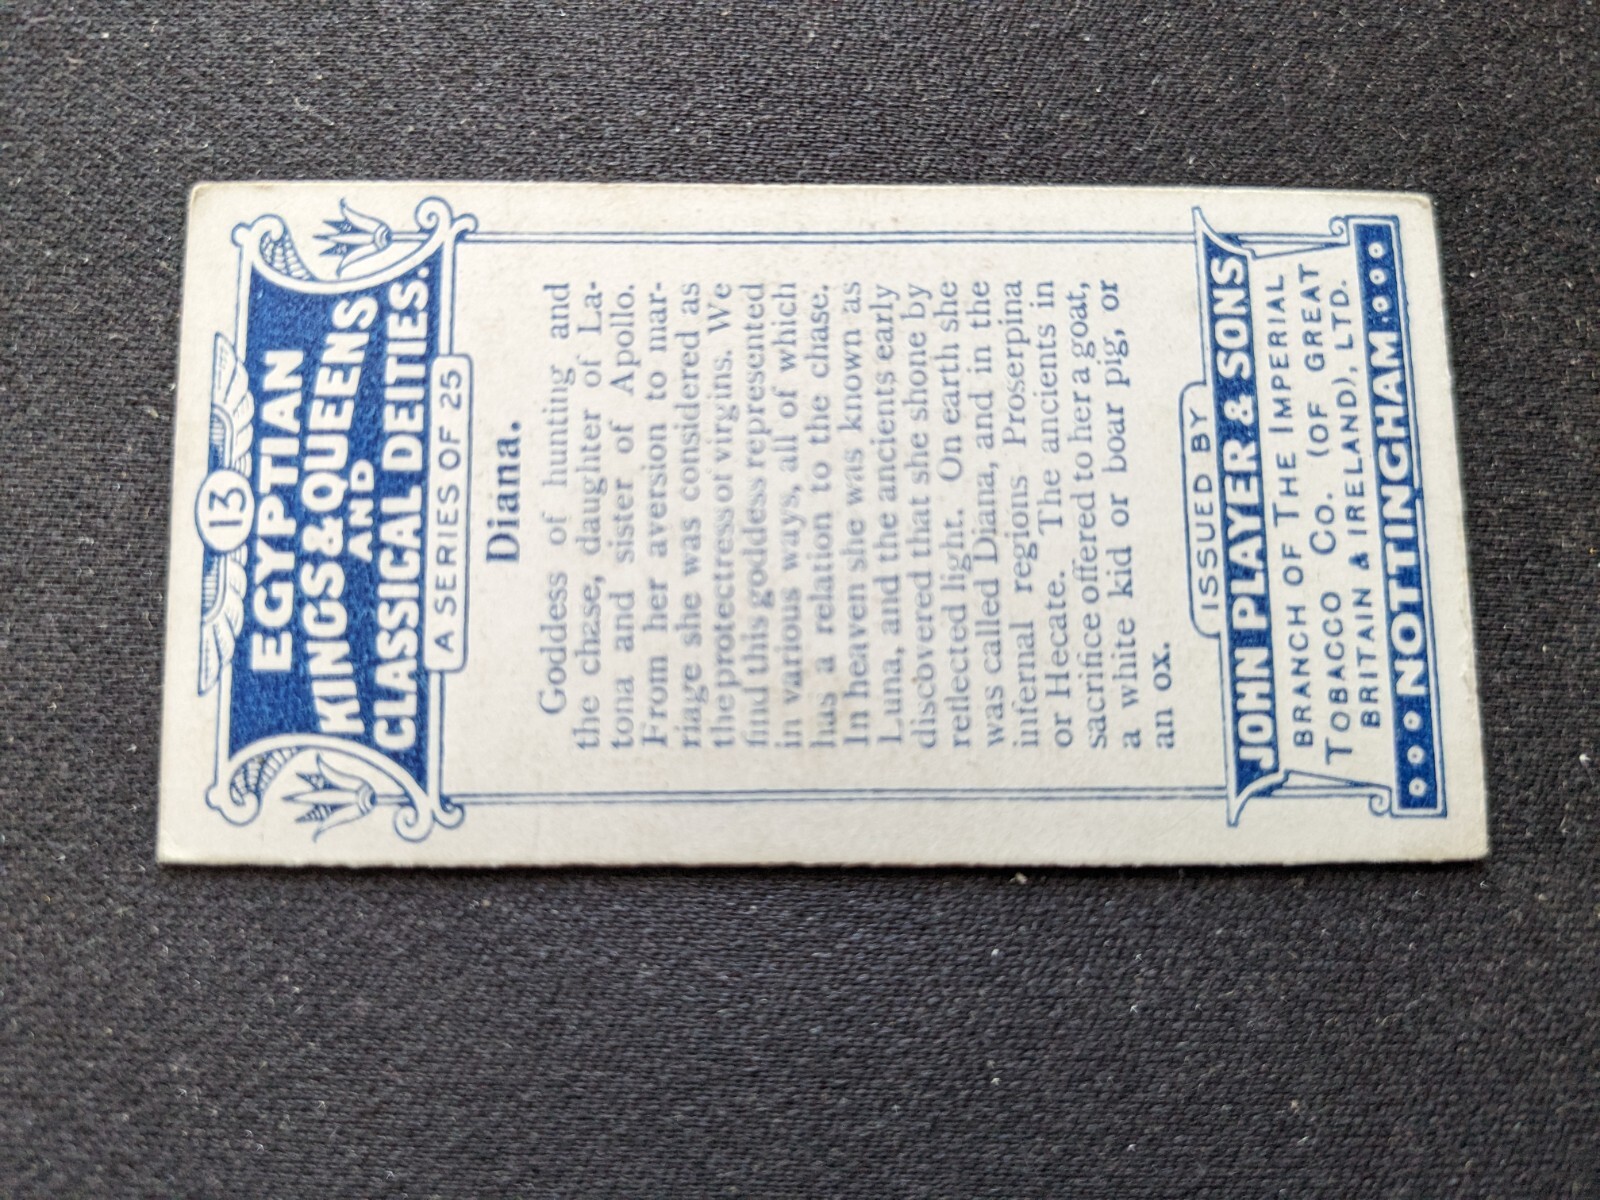 13
EGYPTIAN
KINGS & QUEENS
AND
CLASSICAL DEITIES.
A SERIES OF 25
Diana.
Goddess of hunting and
the chase, daughter of La-
tona and sister of Apollo.
From her aversion to mar-
riage she was considered as
the protectress of virgins. We
find this goddess represented
in various ways, all of which
has a relation to the chase.
In heaven she was known as
Luna, and the ancients early
discovered that she shone by
reflected light. On earth she
was called Diana, and in the
infernal regions Proserpina
or Hecate. The ancients in
sacrifice offered to her a goat,
a white kid or boar pig, or
an ox.
ISSUED BY
JOHN PLAYER & SONS
BRANCH OF THE IMPERIAL
TOBACCO CO. (OF GREAT
BRITAIN & IRELAND), LTD.
NOTTINGHAM